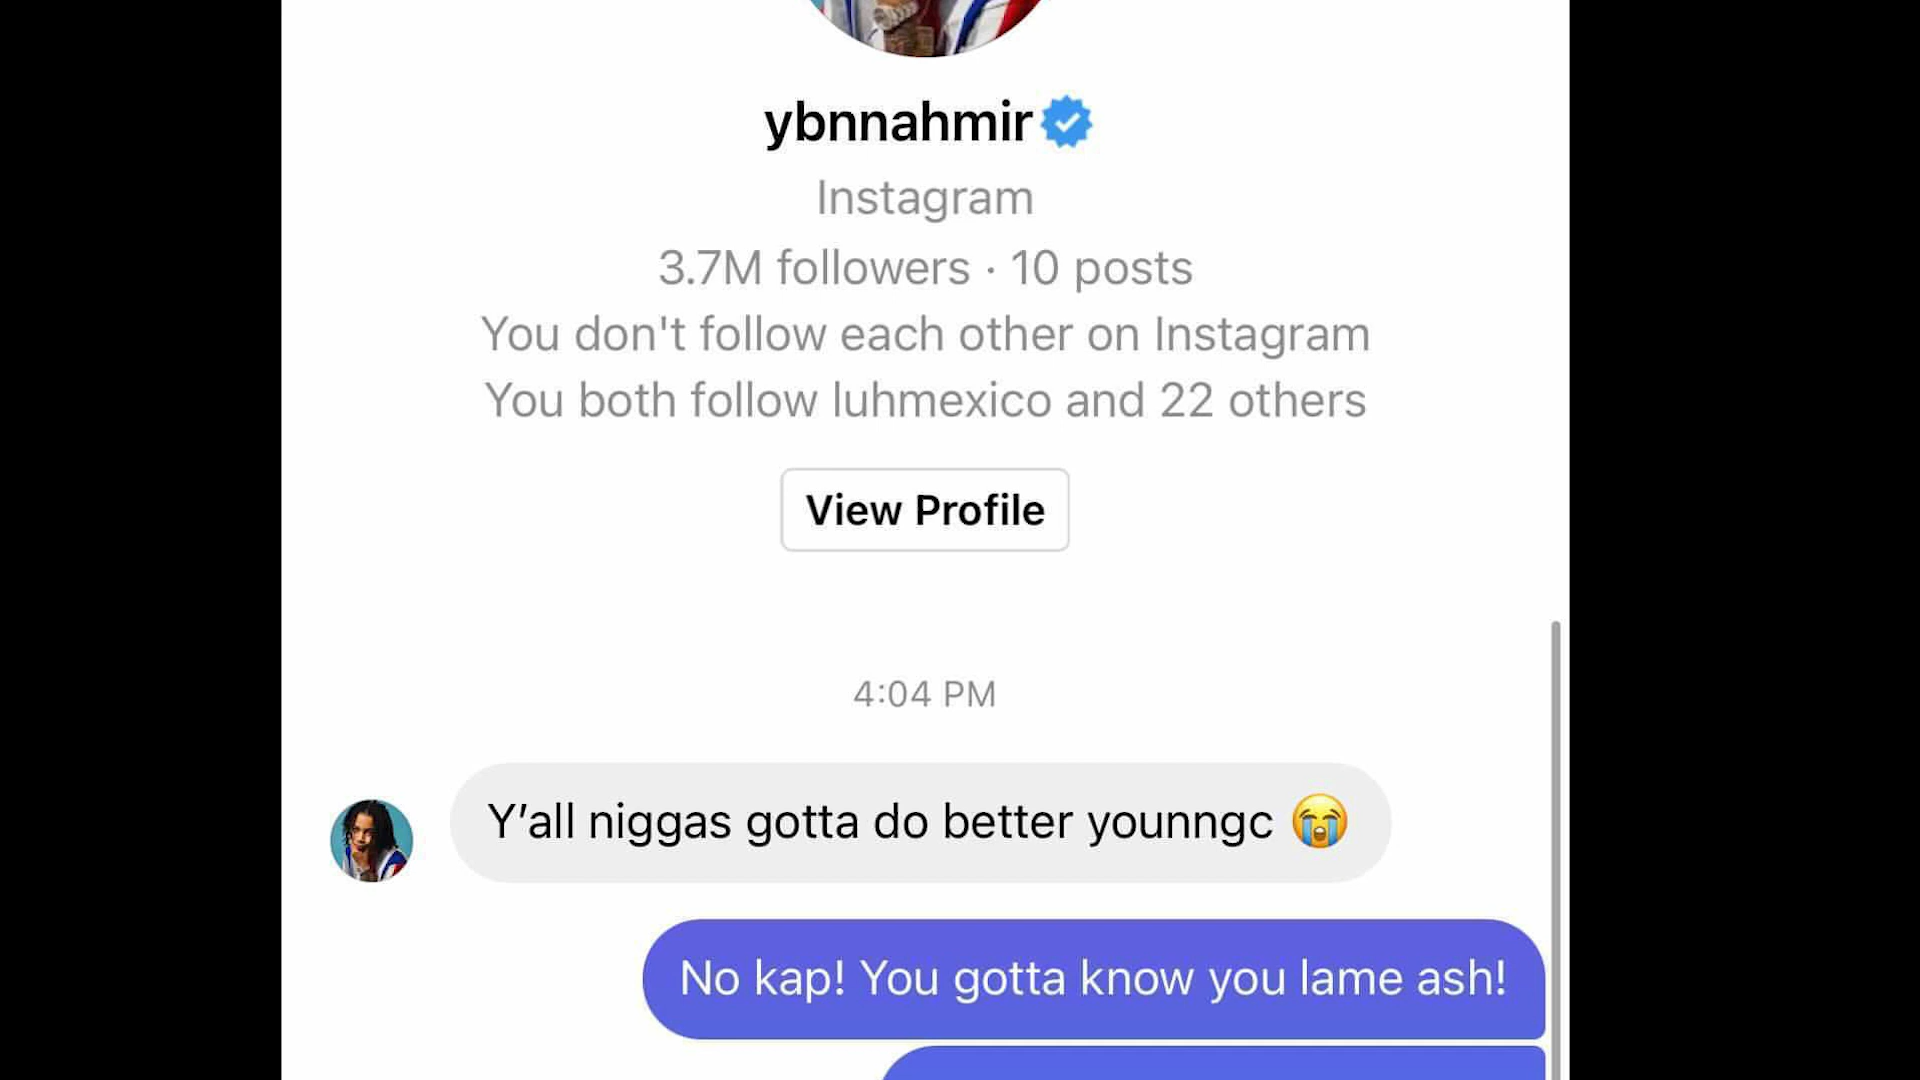 ybnnahmir
Instagram
3.7M followers · 10 posts
You don't follow each other on Instagram
You both follow luhmexico and 22 others
View Profile
4:04 PM
Y’all niggas gotta do better younngc 😭
No kap! You gotta know you lame ash!